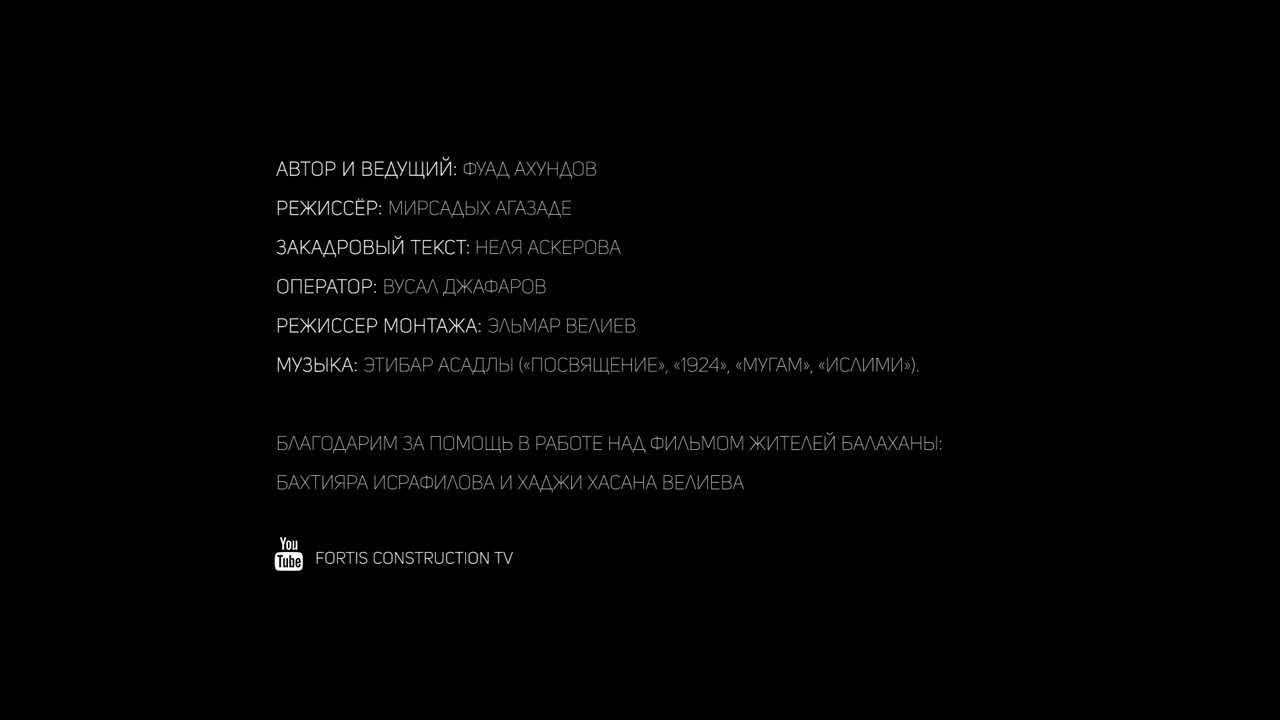 АВТОР И ВЕДУЩИЙ: ФУАД АХУНДОВ
РЕЖИССЁР: МИРСАДЫХ АГАЗАДЕ
ЗАКАДРОВЫЙ ТЕКСТ: НЕЛЯ АСКЕРОВА
ОПЕРАТОР: ВУСАЛ ДЖАФАРОВ
РЕЖИССЕР МОНТАЖА: ЭЛЬМАР ВЕЛИЕВ
МУЗЫКА: ЭТИБАР АСАДЛЫ («ПОСВЯЩЕНИЕ», «1924», «МУГАМ», «ИСЛИМИ»).
БЛАГОДАРИМ ЗА ПОМОЩЬ В РАБОТЕ НАД ФИЛЬМОМ ЖИТЕЛЕЙ БАЛАХАНЫ:
БАХТИЯРА ИСРАФИЛОВА И ХАДЖИ ХАСАНА ВЕЛИЕВА
You Tube FORTIS CONSTRUCTION TV